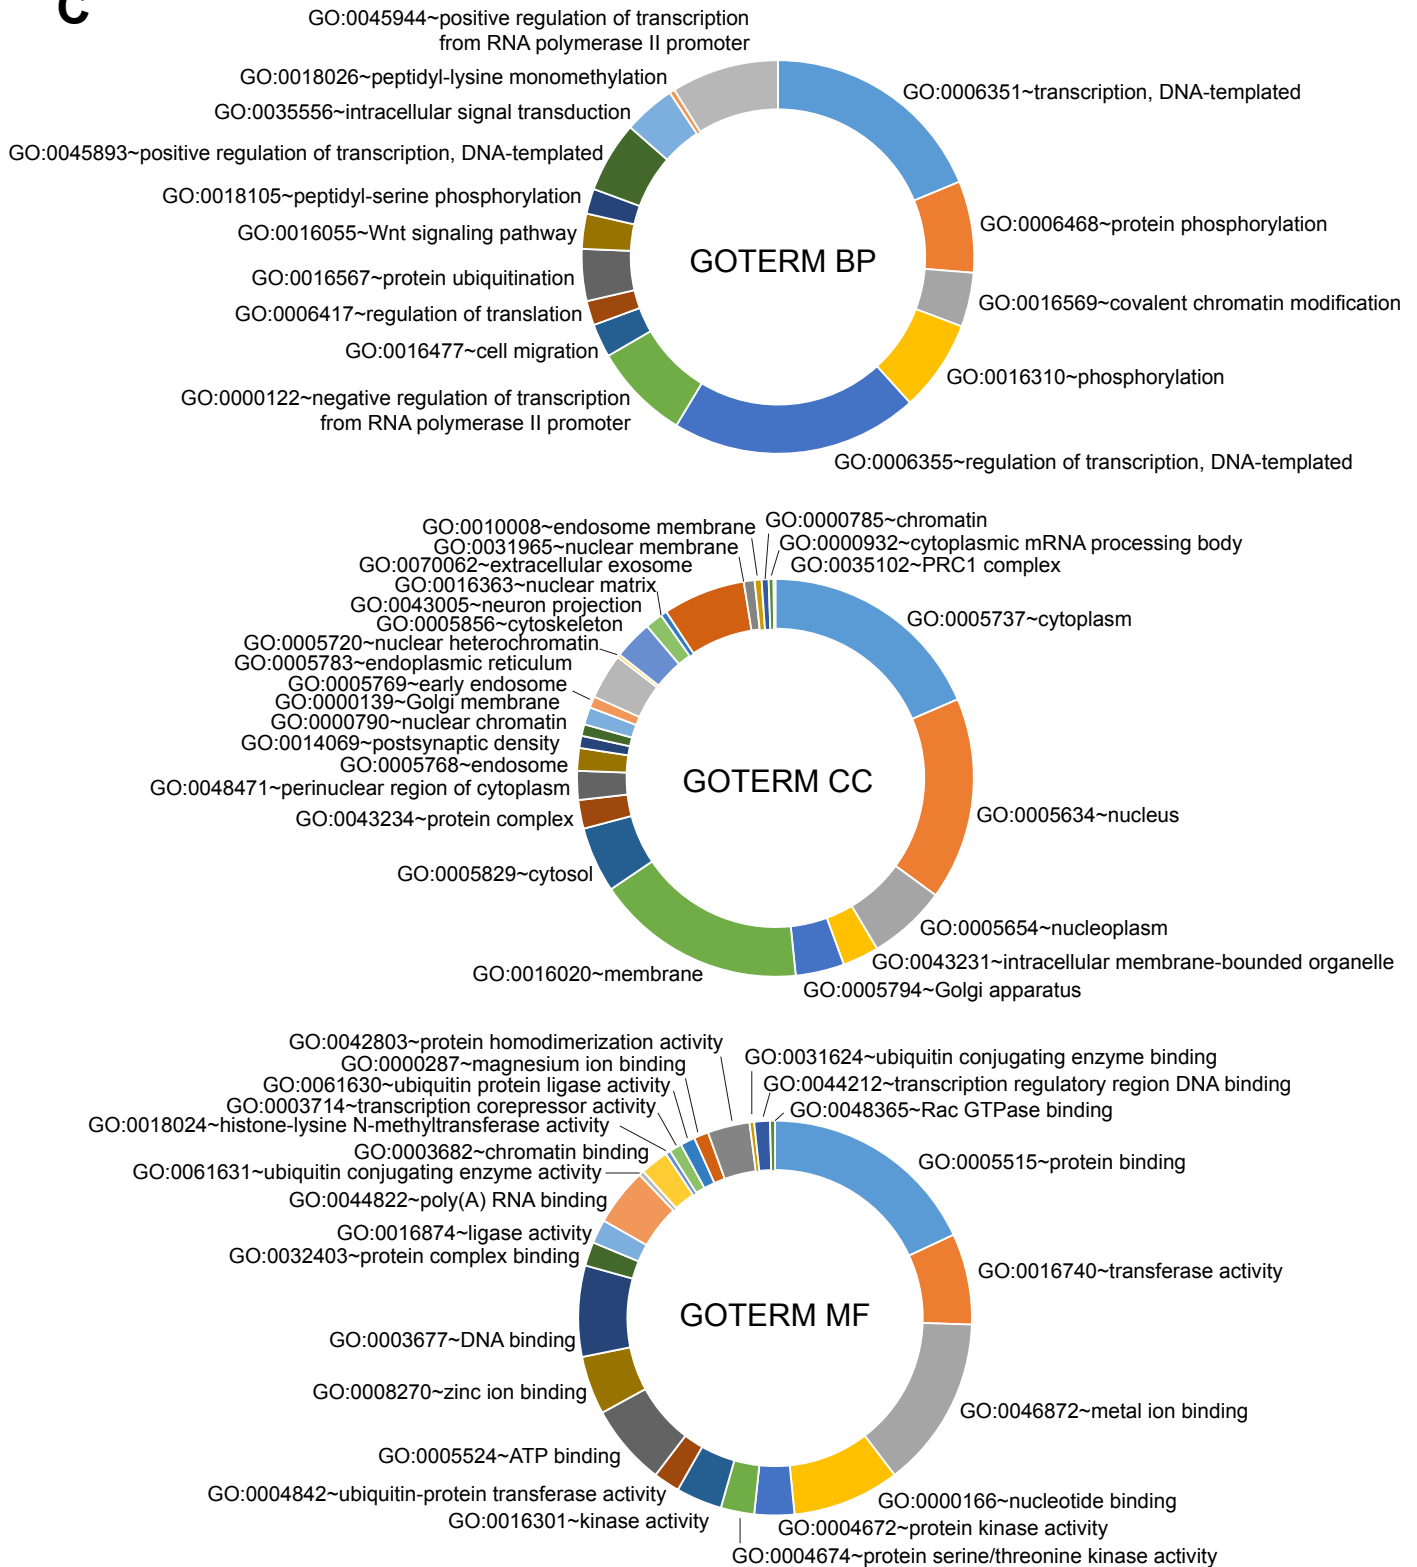 C
GO:0045944~positive regulation of transcription
from RNA polymerase II promoter
GO:0018026~peptidyl-lysine monomethylation
GO:0035556~intracellular signal transduction
GO:0045893~positive regulation of transcription, DNA-templated
GO:0018105~peptidyl-serine phosphorylation
GO:0016055~Wnt signaling pathway
GO:0016567~protein ubiquitination
GO:0006417~regulation of translation
GO:0016477~cell migration
GO:0000122~negative regulation of transcription
from RNA polymerase II promoter
GOTERM BP
GO:0006351~transcription, DNA-templated
GO:0006468~protein phosphorylation
GO:0016569~covalent chromatin modification
GO:0016310~phosphorylation
GO:0006355~regulation of transcription, DNA-templated
GO:0010008~endosome membrane
GO:0031965~nuclear membrane
GO:0070062~extracellular exosome
GO:0016363~nuclear matrix
GO:0043005~neuron projection
GO:0005856~cytoskeleton
GO:0005720~nuclear heterochromatin
GO:0005783~endoplasmic reticulum
GO:0005769~early endosome
GO:0000139~Golgi membrane
GO:0000790~nuclear chromatin
GO:0014069~postsynaptic density
GO:0005768~endosome
GO:0048471~perinuclear region of cytoplasm
GO:0043234~protein complex
GO:0005829~cytosol
GO:0016020~membrane
GOTERM CC
GO:0000785~chromatin
GO:0000932~cytoplasmic mRNA processing body
GO:0035102~PRC1 complex
GO:0005737~cytoplasm
GO:0005634~nucleus
GO:0005654~nucleoplasm
GO:0043231~intracellular membrane-bounded organelle
GO:0005794~Golgi apparatus
GO:0042803~protein homodimerization activity
GO:0000287~magnesium ion binding
GO:0061630~ubiquitin protein ligase activity
GO:0003714~transcription corepressor activity
GO:0018024~histone-lysine N-methyltransferase activity
GO:0003682~chromatin binding
GO:0061631~ubiquitin conjugating enzyme activity
GO:0044822~poly(A) RNA binding
GO:0016874~ligase activity
GO:0032403~protein complex binding
GO:0003677~DNA binding
GO:0008270~zinc ion binding
GO:0005524~ATP binding
GO:0004842~ubiquitin-protein transferase activity
GO:0016301~kinase activity
GOTERM MF
GO:0031624~ubiquitin conjugating enzyme binding
GO:0044212~transcription regulatory region DNA binding
GO:0048365~Rac GTPase binding
GO:0005515~protein binding
GO:0016740~transferase activity
GO:0046872~metal ion binding
GO:0000166~nucleotide binding
GO:0004672~protein kinase activity
GO:0004674~protein serine/threonine kinase activity